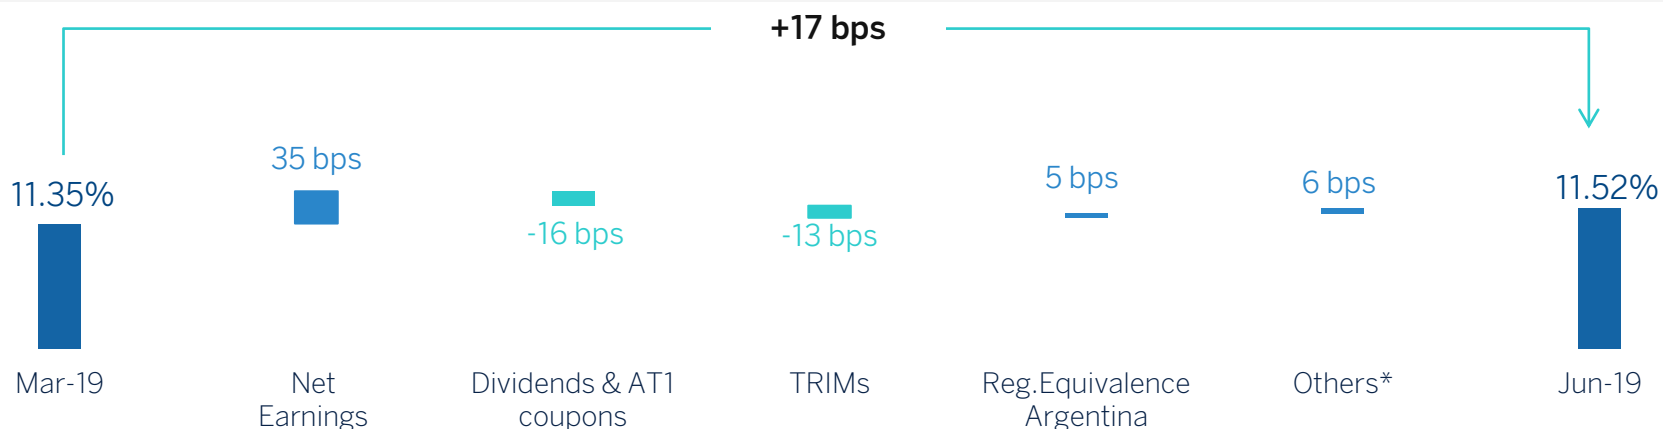 +17 bps
11.35%
35 bps
-16 bps
-13 bps
5 bps
6 bps
11.52%
Mar-19
Net
Earnings
Dividends & AT1
coupons
TRIMs
Reg.Equivalence
Argentina
Others*
Jun-19